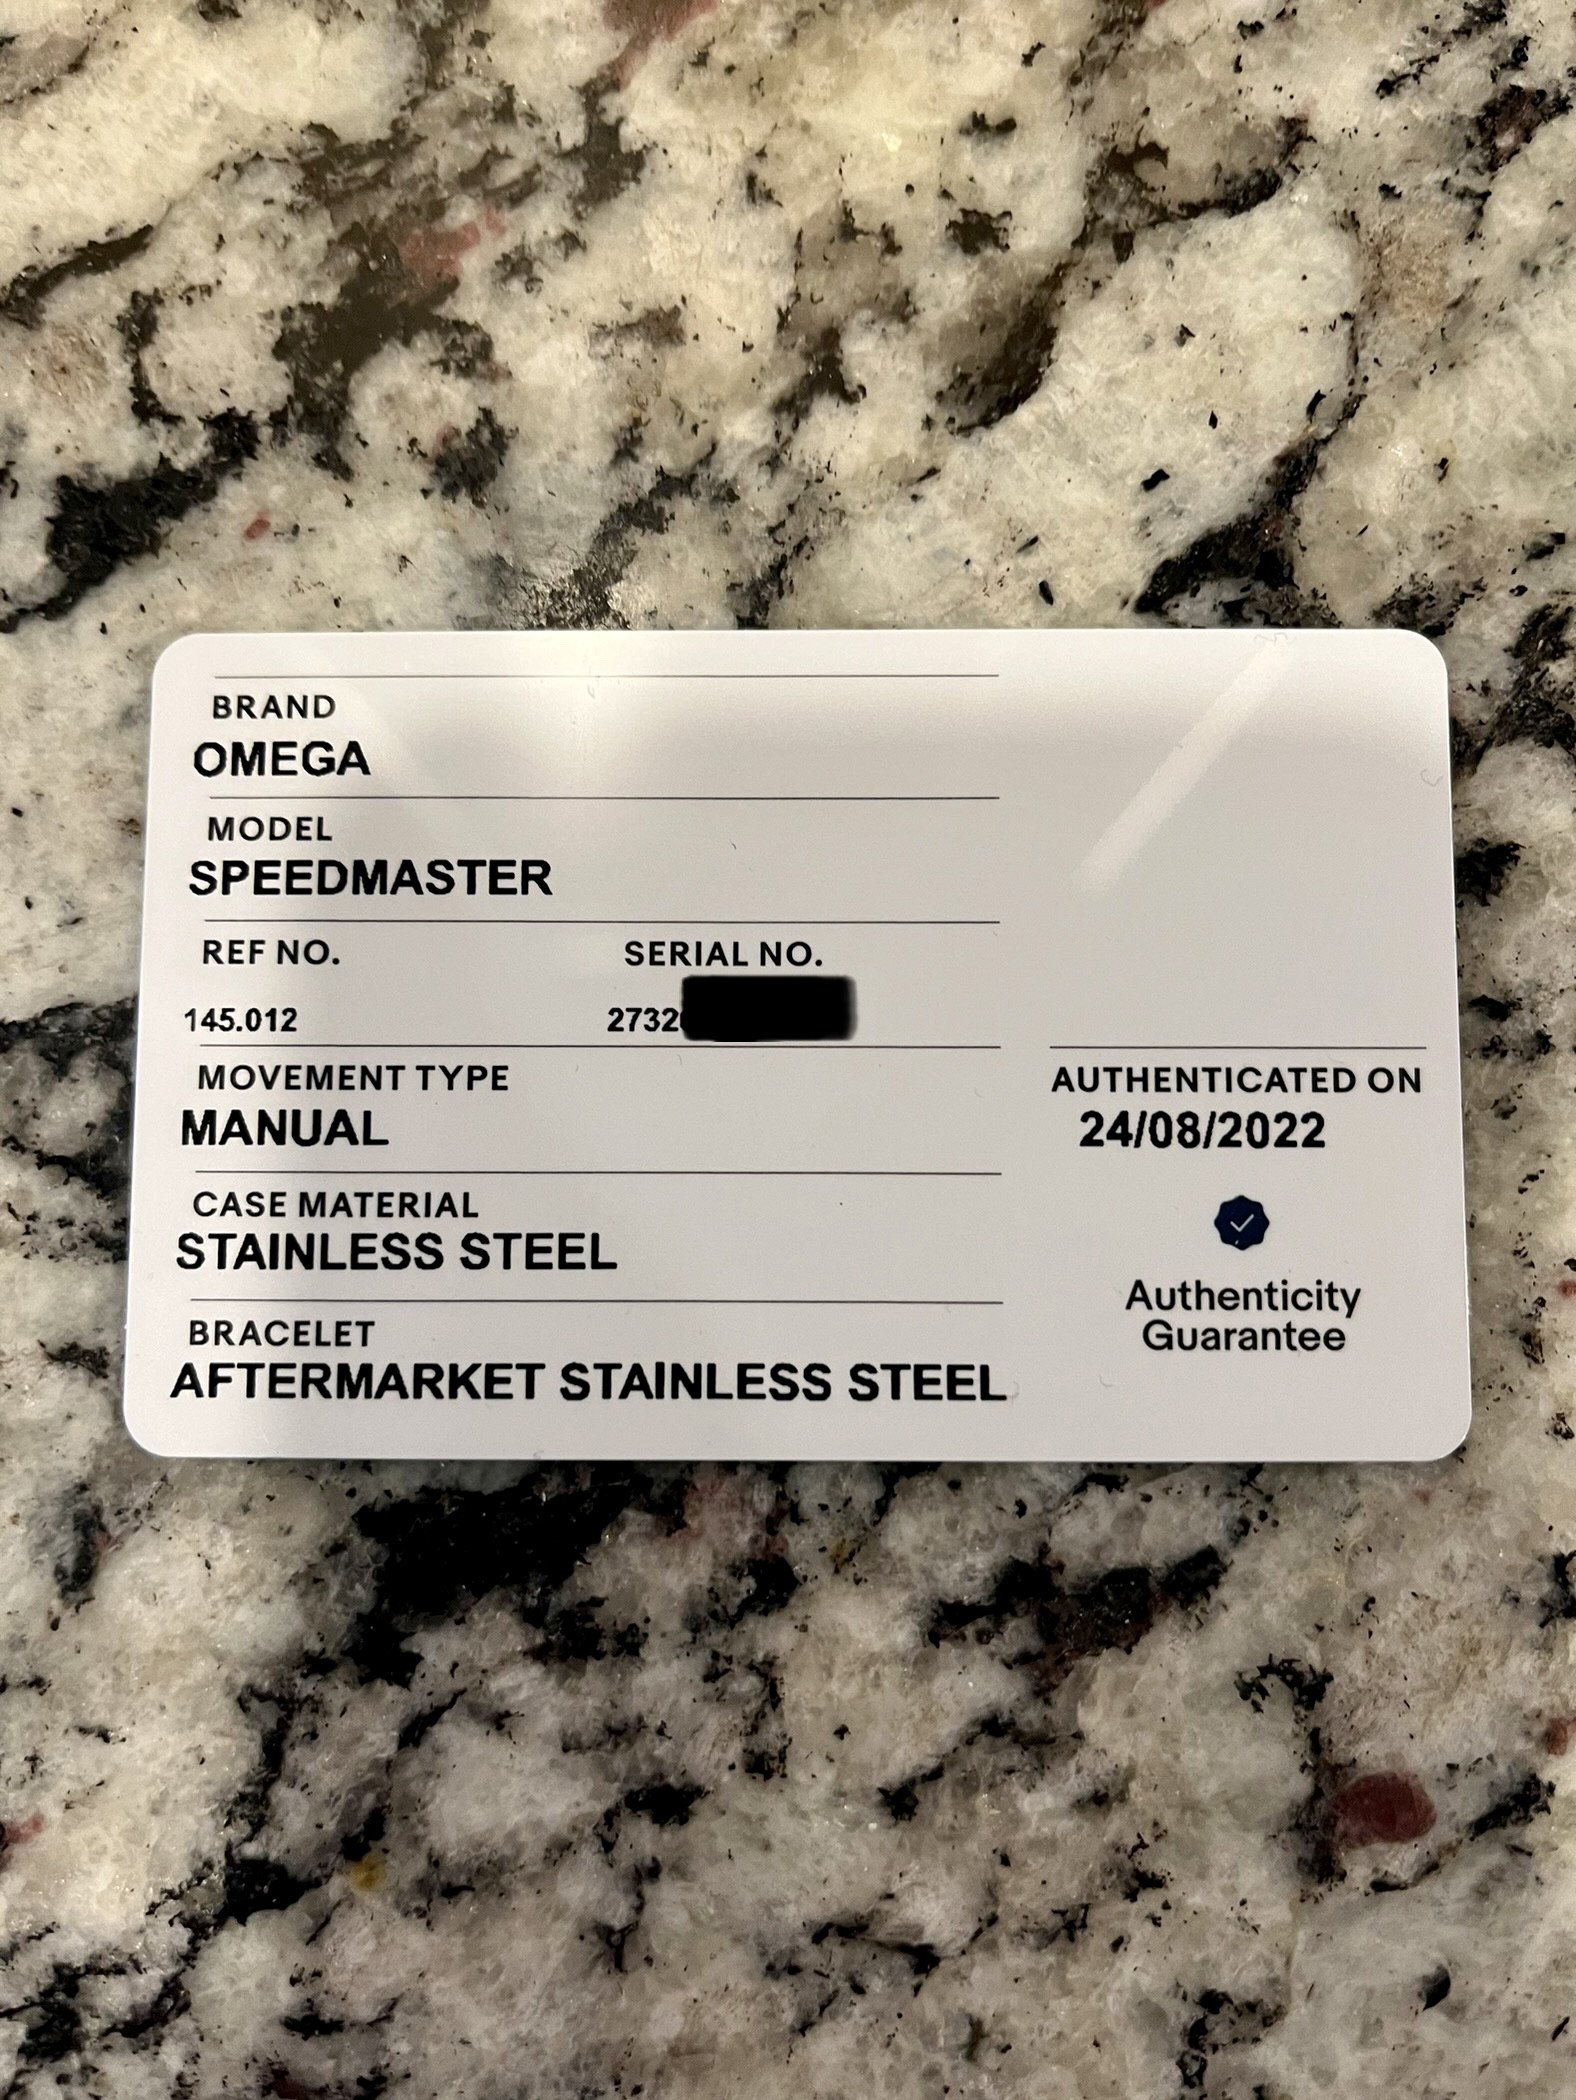 BRAND
OMEGA
MODEL
SPEEDMASTER
REF NO. SERIAL NO.
145.012 2732
MOVEMENT TYPE
MANUAL
CASE MATERIAL
STAINLESS STEEL
BRACELET
AFTERMARKET STAINLESS STEEL
AUTHENTICATED ON
24/08/2022
Authenticity
Guarantee